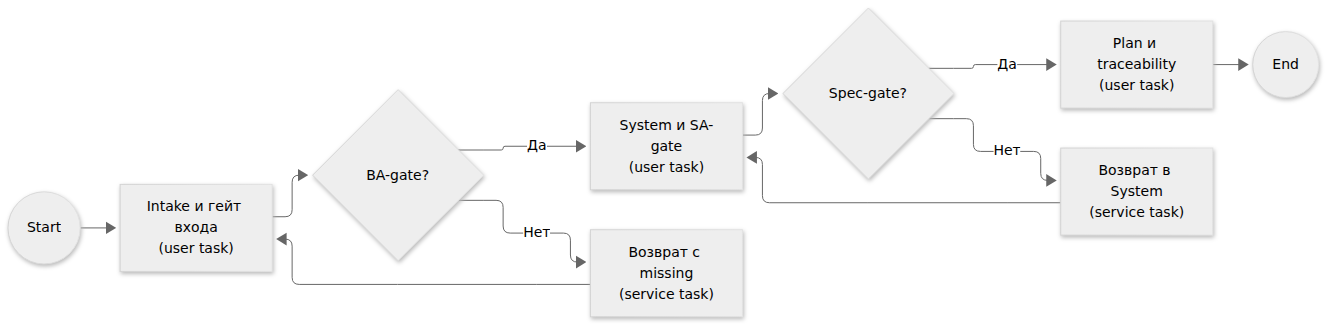 Start
Intake и гейт
входа
(user task)
BA-gate?
Да
Нет
System и SA-
gate
(user task)
Возврат с
missing
(service task)
Spec-gate?
Да
Нет
Plan и
traceability
(user task)
Возврат в
System
(service task)
End